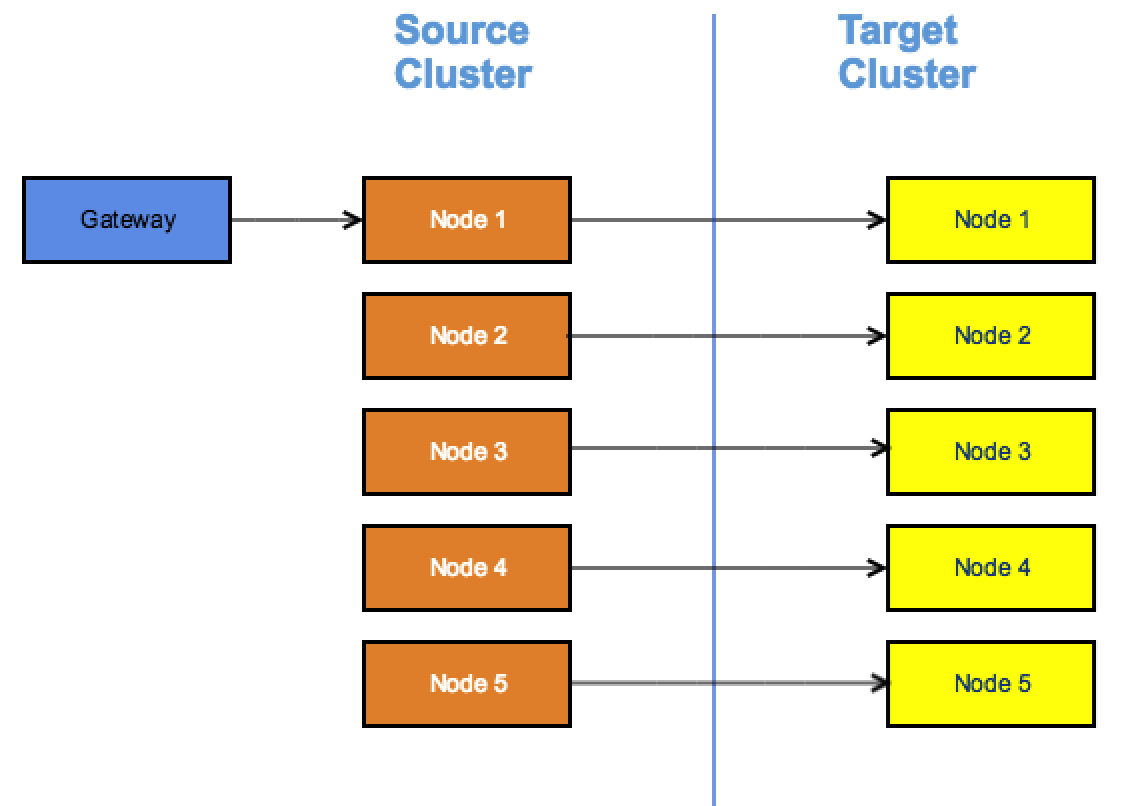 Source
Cluster
Target
Cluster
Gateway
Node 1
Node 1
Node 2
Node 2
Node 3
Node 3
Node 4
Node 4
Node 5
Node 5